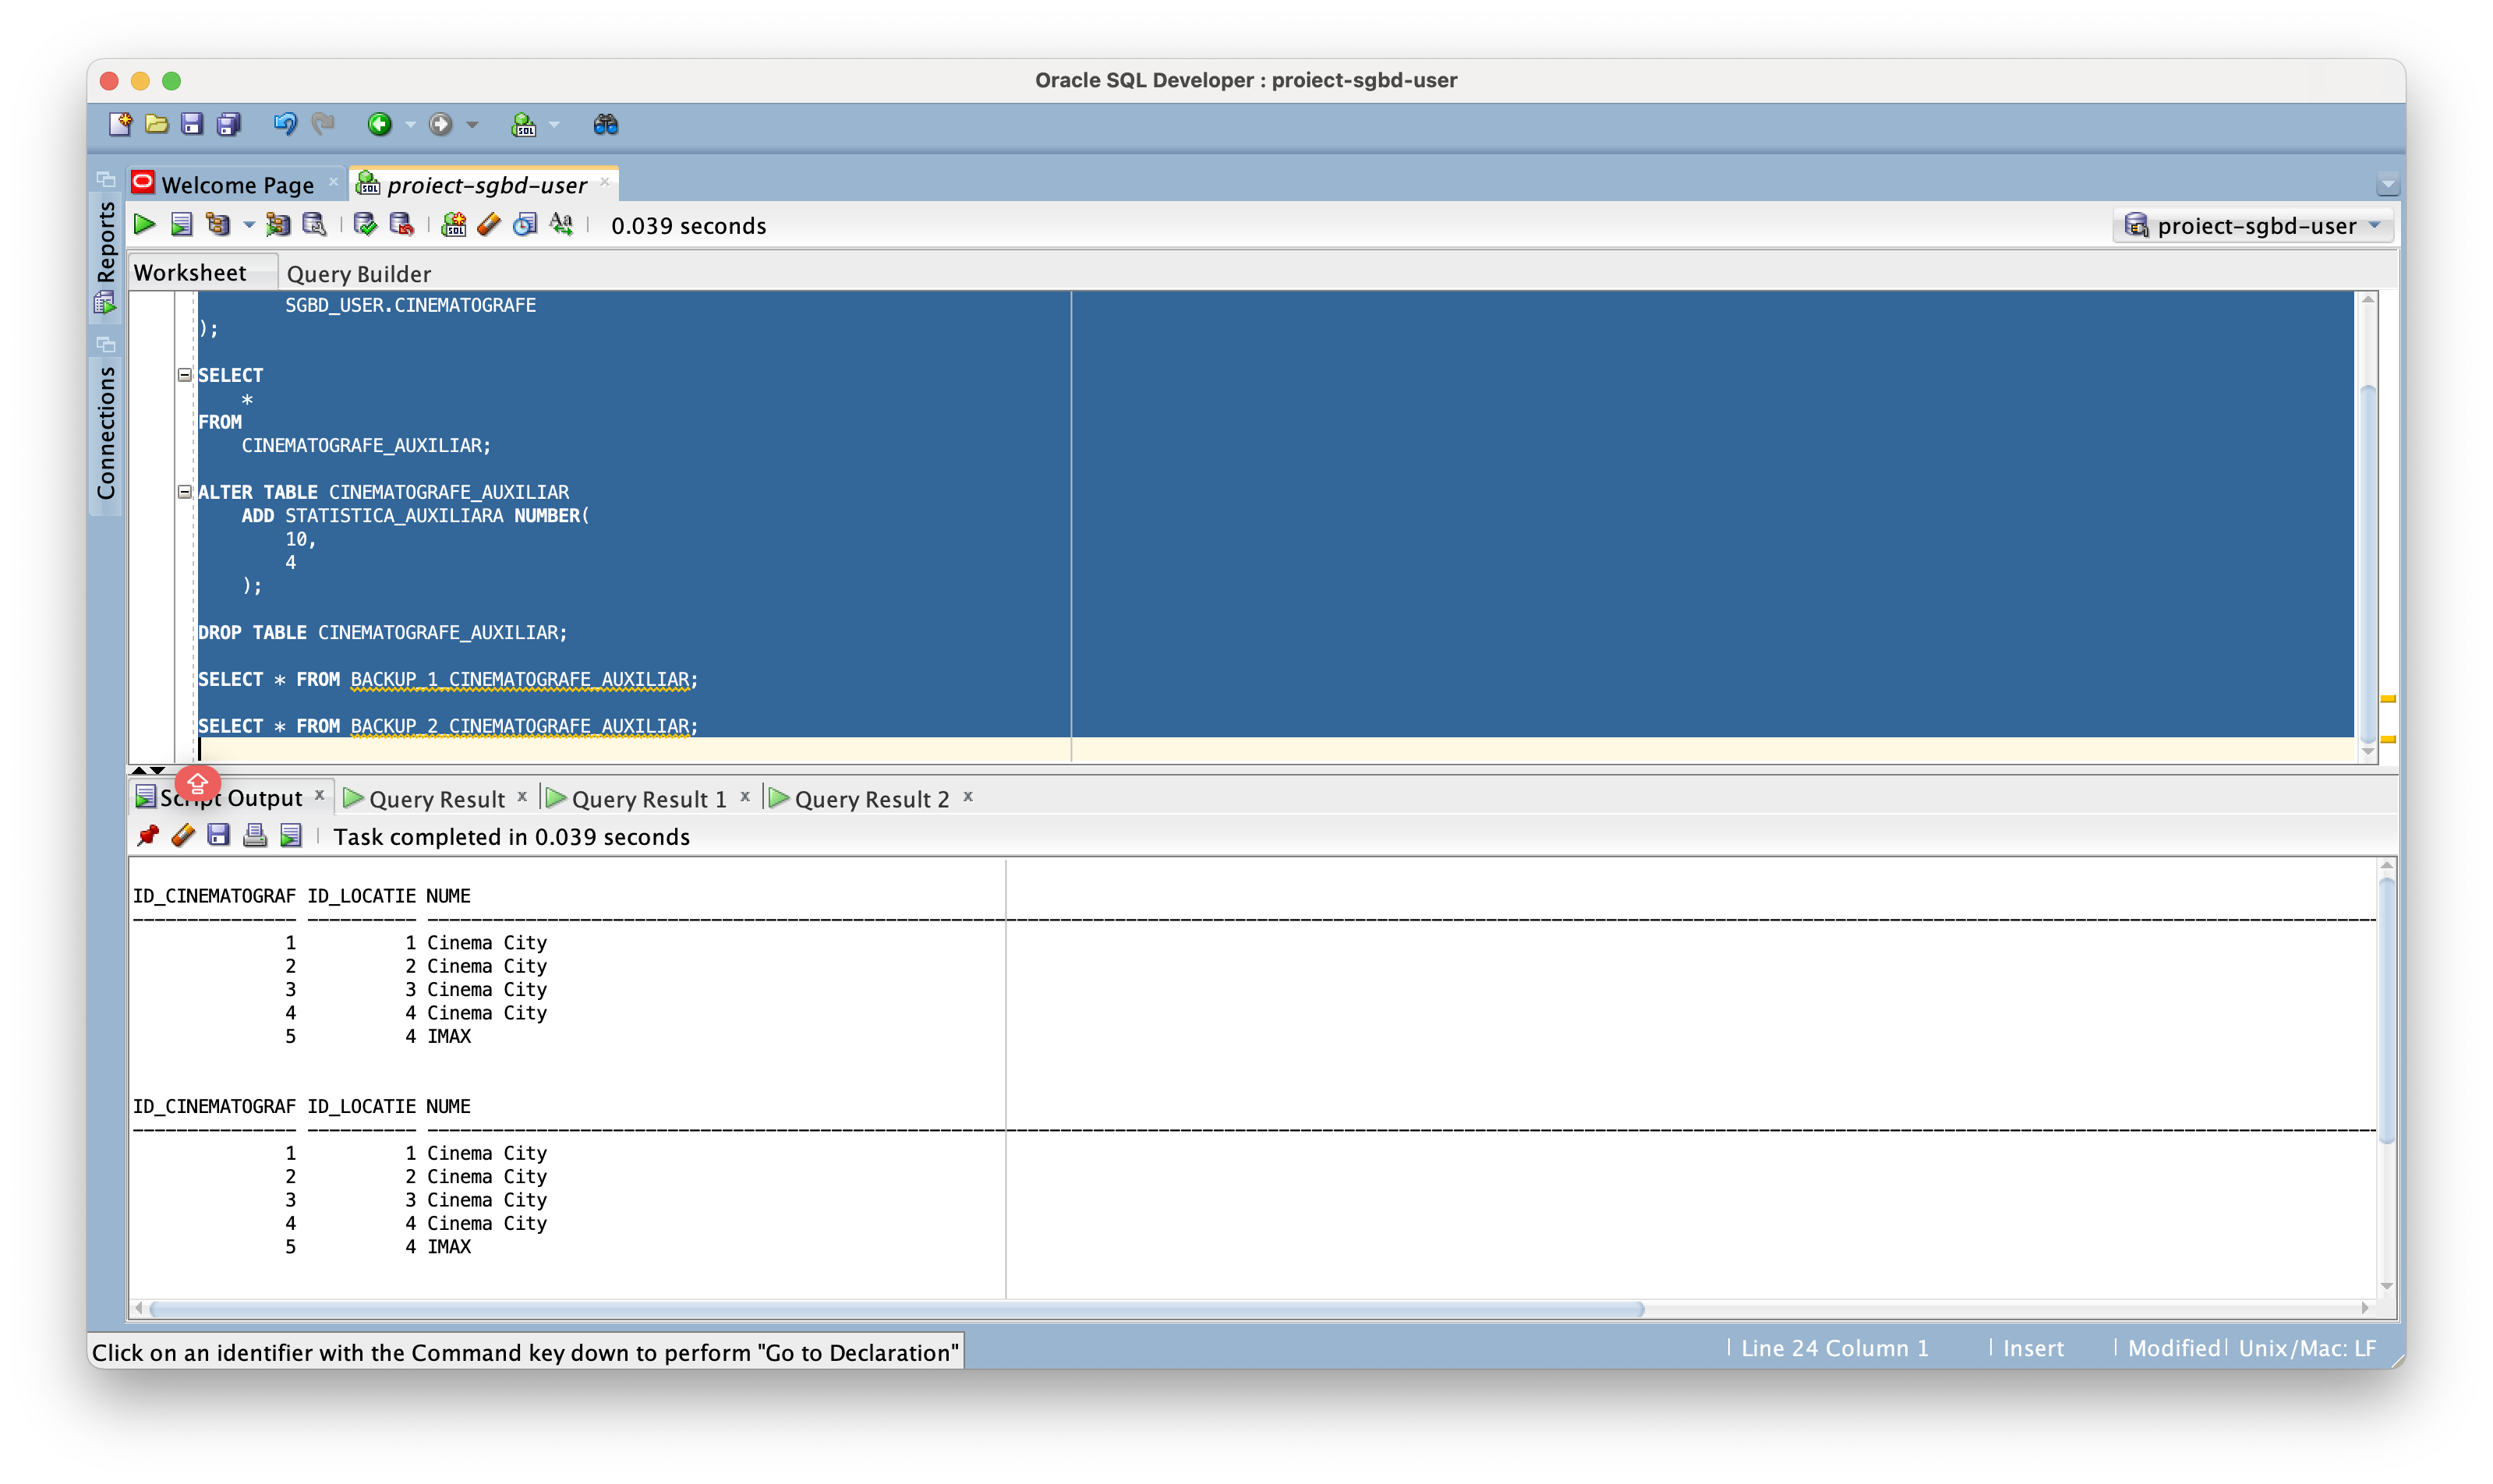 Oracle SQL Developer : proiect-sgbd-user
Welcome Page
proiect-sgbd-user
0.039 seconds
proiect-sgbd-user
Reports
Connections
Worksheet
Query Builder
SGBD_USER.CINEMATOGRAFE
);
SELECT
*
FROM
CINEMATOGRAFE_AUXILIAR;
ALTER TABLE CINEMATOGRAFE_AUXILIAR
ADD STATISTICA_AUXILIARA NUMBER(
10,
4
);
DROP TABLE CINEMATOGRAFE_AUXILIAR;
SELECT * FROM BACKUP_1_CINEMATOGRAFE_AUXILIAR;
SELECT * FROM BACKUP_2_CINEMATOGRAFE_AUXILIAR;
Script Output x Query Result x Query Result 1 x Query Result 2 x
Task completed in 0.039 seconds
ID_CINEMATOGRAF ID_LOCATIE NUME
1 1 Cinema City
2 2 Cinema City
3 3 Cinema City
4 4 Cinema City
5 4 IMAX
ID_CINEMATOGRAF ID_LOCATIE NUME
1 1 Cinema City
2 2 Cinema City
3 3 Cinema City
4 4 Cinema City
5 4 IMAX
Click on an identifier with the Command key down to perform "Go to Declaration"
Line 24 Column 1 | Insert | Modified | Unix/Mac: LF